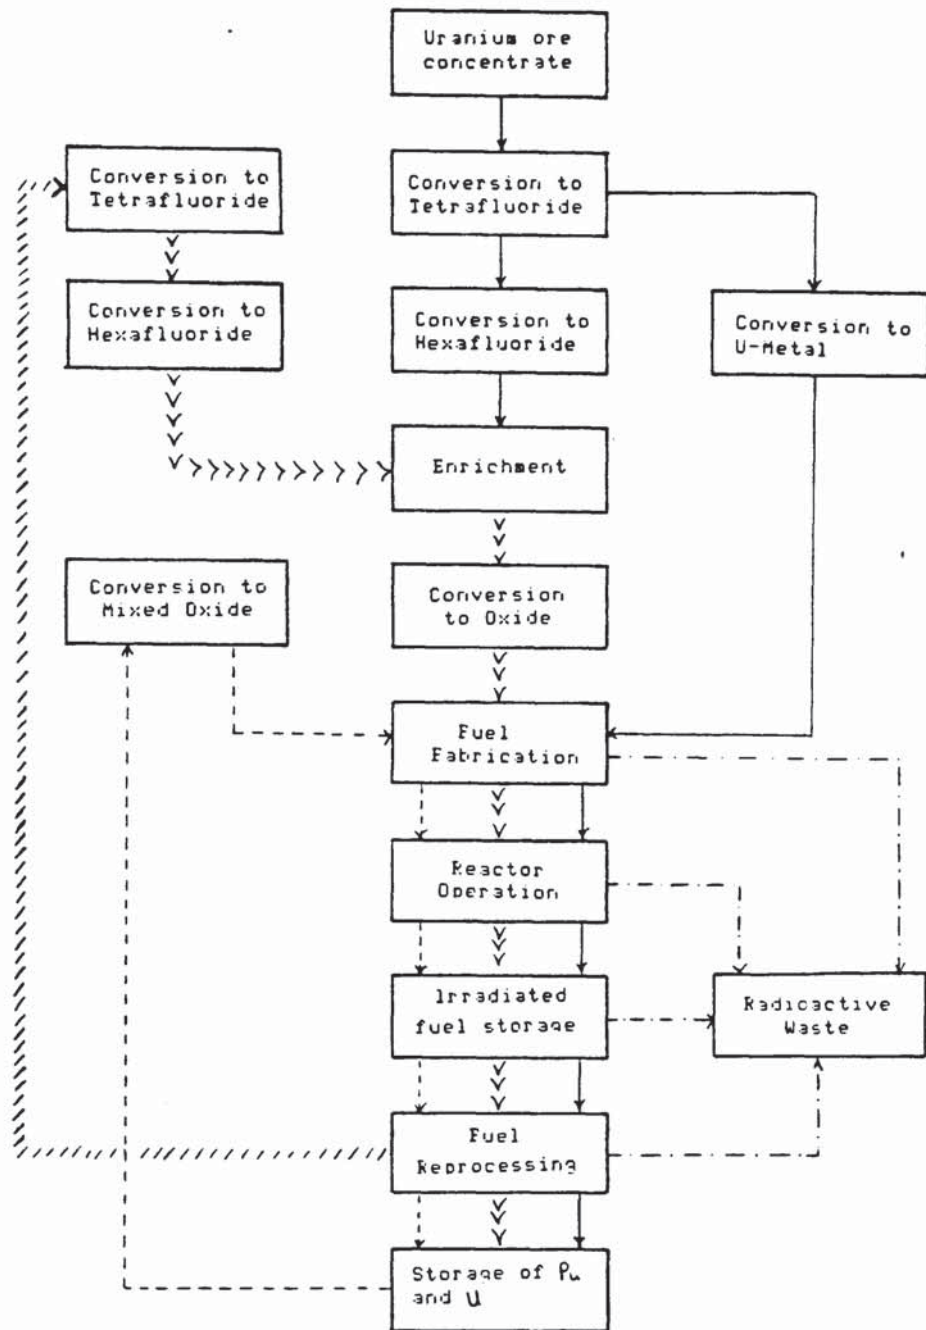 Uranium ore
concentrate
Conversion to
Tetrafluoride
Conversion to
Tetrafluoride
Conversion to
Hexafluoride
Conversion to
Hexafluoride
Conversion to
U-Metal
Enrichment
Conversion to
Mixed Oxide
Conversion
to Oxide
Fuel
Fabrication
Reactor
Operation
Irradiated
fuel storage
Radioactive
Waste
Fuel
Reprocessing
Storage of Pu
and U